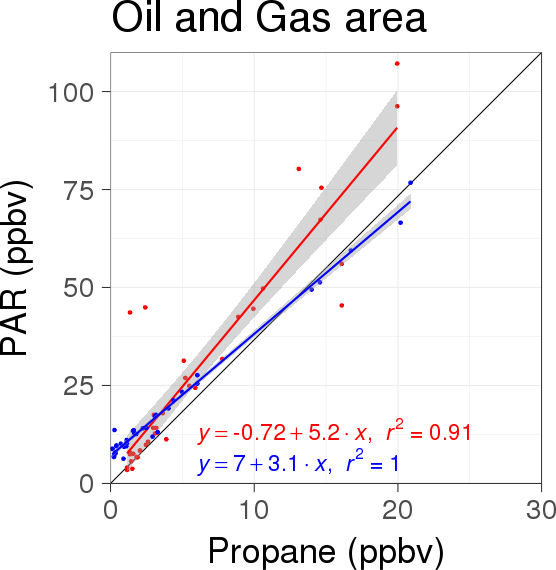 Oil and Gas area
PAR (ppbv)
100
75
50
25
0
y = -0.72 + 5.2 · x, r² = 0.91
y = 7 + 3.1 · x, r² = 1
0 10 20 30
Propane (ppbv)